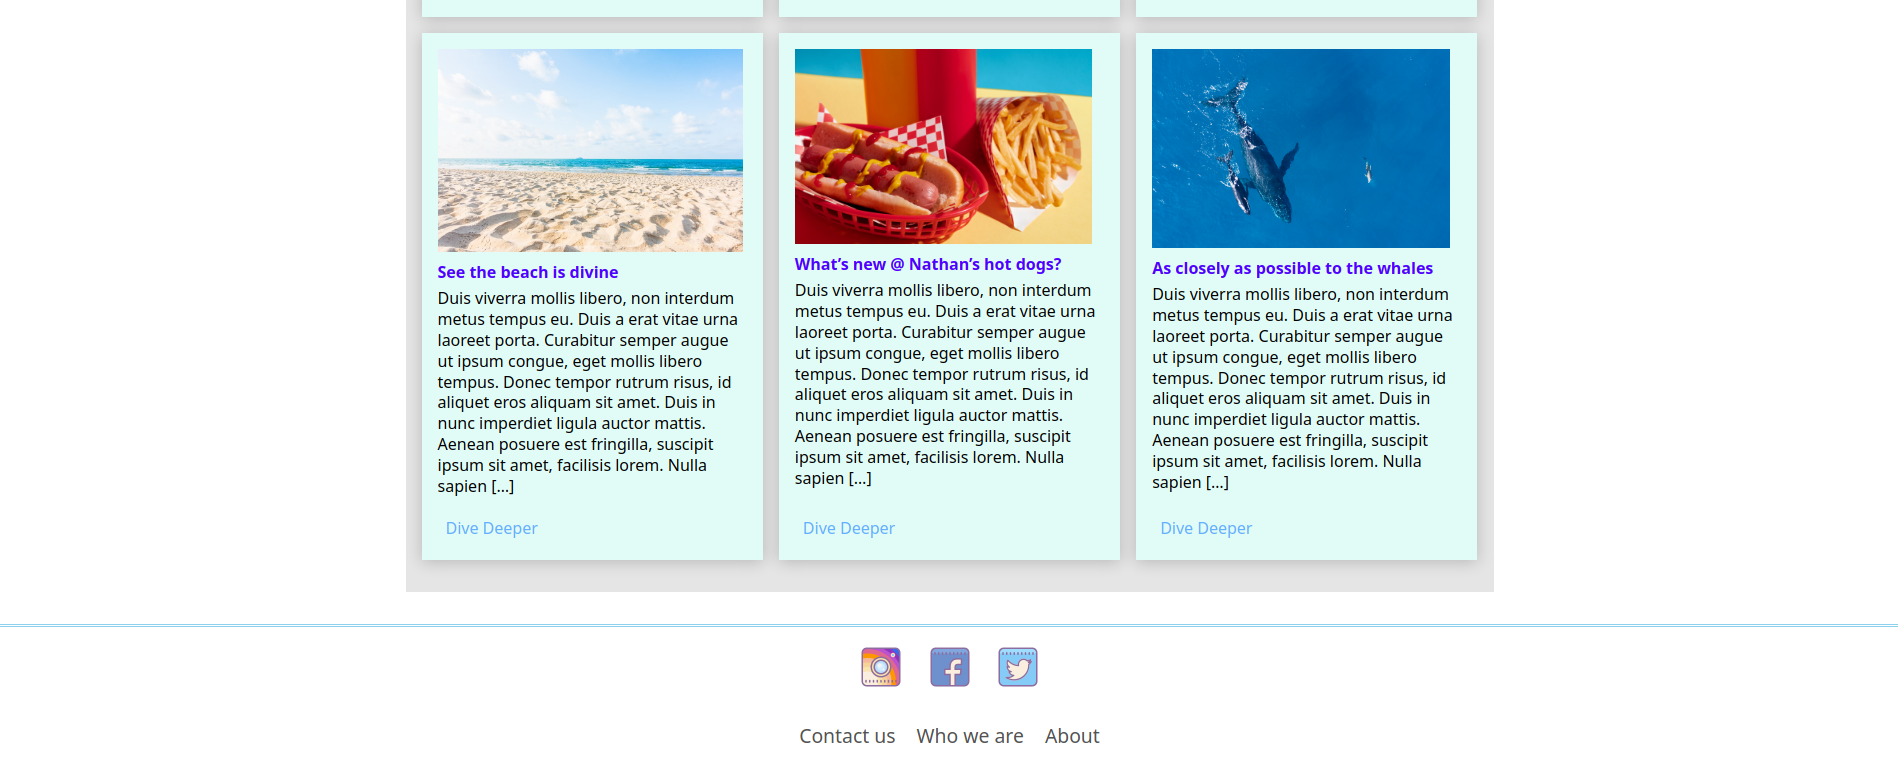 See the beach is divine
Duis viverra mollis libero, non interdum
metus tempus eu. Duis a erat vitae urna
laoreet porta. Curabitur semper augue
ut ipsum congue, eget mollis libero
tempus. Donec tempor rutrum risus, id
aliquet eros aliquam sit amet. Duis in
nunc imperdiet ligula auctor mattis.
Aenean posuere est fringilla, suscipit
ipsum sit amet, facilisis lorem. Nulla
sapien [...]
Dive Deeper
What’s new @ Nathan’s hot dogs?
Duis viverra mollis libero, non interdum
metus tempus eu. Duis a erat vitae urna
laoreet porta. Curabitur semper augue
ut ipsum congue, eget mollis libero
tempus. Donec tempor rutrum risus, id
aliquet eros aliquam sit amet. Duis in
nunc imperdiet ligula auctor mattis.
Aenean posuere est fringilla, suscipit
ipsum sit amet, facilisis lorem. Nulla
sapien [...]
Dive Deeper
As closely as possible to the whales
Duis viverra mollis libero, non interdum
metus tempus eu. Duis a erat vitae urna
laoreet porta. Curabitur semper augue
ut ipsum congue, eget mollis libero
tempus. Donec tempor rutrum risus, id
aliquet eros aliquam sit amet. Duis in
nunc imperdiet ligula auctor mattis.
Aenean posuere est fringilla, suscipit
ipsum sit amet, facilisis lorem. Nulla
sapien [...]
Dive Deeper
Contact us Who we are About